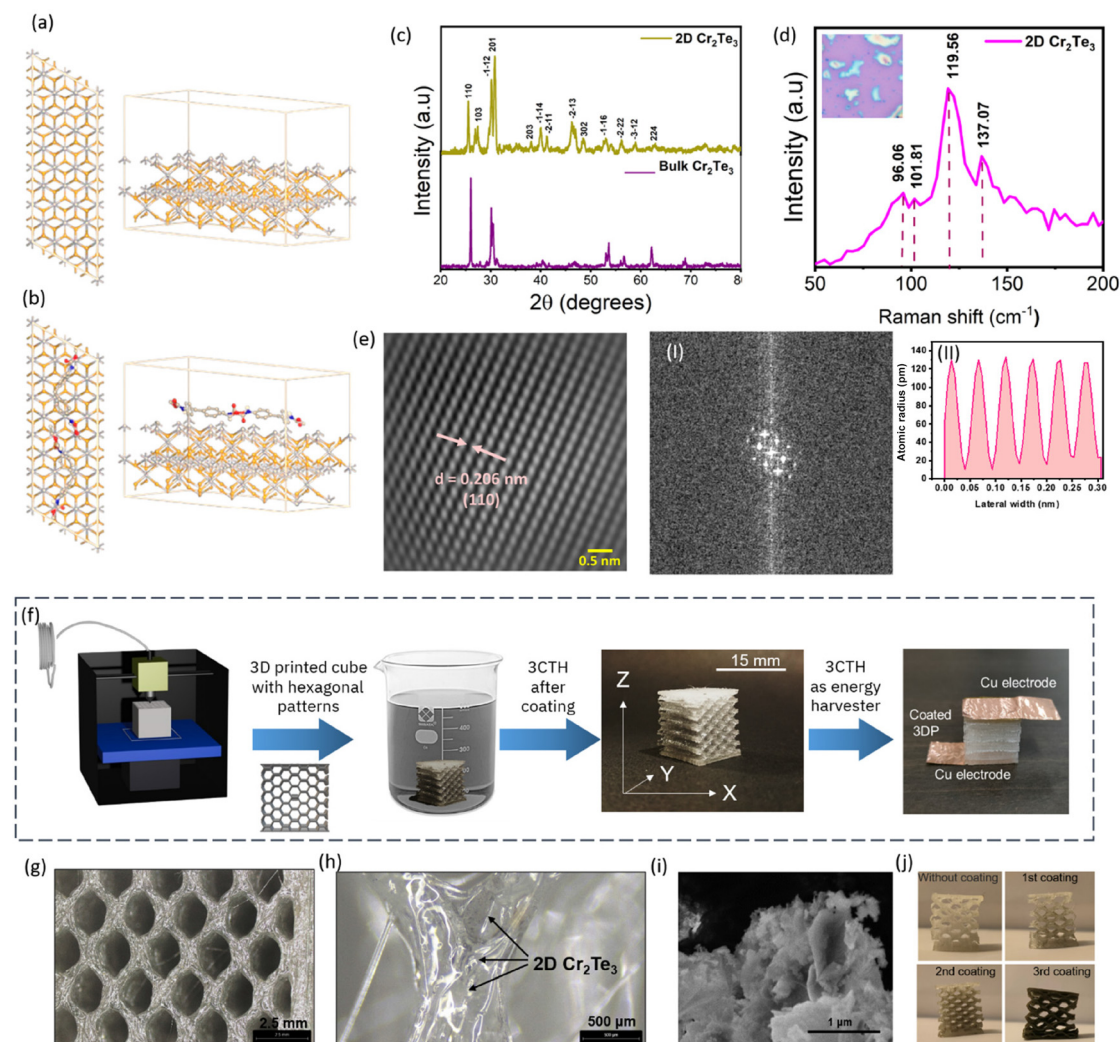 (a)
(b)
(c)
2D Cr₂Te₃
110
103
-1-12
201
203
-1-14
-2-11
-2-13
302
-1-16
-2-22
-3-12
224
Bulk Cr₂Te₃
Intensity (a.u)
20 30 40 50 60 70 80
2θ (degrees)
(d)
2D Cr₂Te₃
96.06
101.81
119.56
137.07
Intensity (a.u)
50 100 150 200
Raman shift (cm⁻¹)
(e)
d = 0.206 nm
(110)
0.5 nm
(I)
(II)
Atomic radius (pm)
150
125
100
75
50
25
0
0.00 0.05 0.10 0.15 0.20 0.25 0.30
Lateral width (nm)
(f)
3D printed cube
with hexagonal
patterns
3CTH
after
coating
15 mm
Z
Y
X
3CTH
as energy
harvester
Cu electrode
Coated
3DP
Cu electrode
(g)
2.5 mm
(h)
2D Cr₂Te₃
500 µm
(i)
1 µm
(j)
Without coating
1st coating
2nd coating
3rd coating